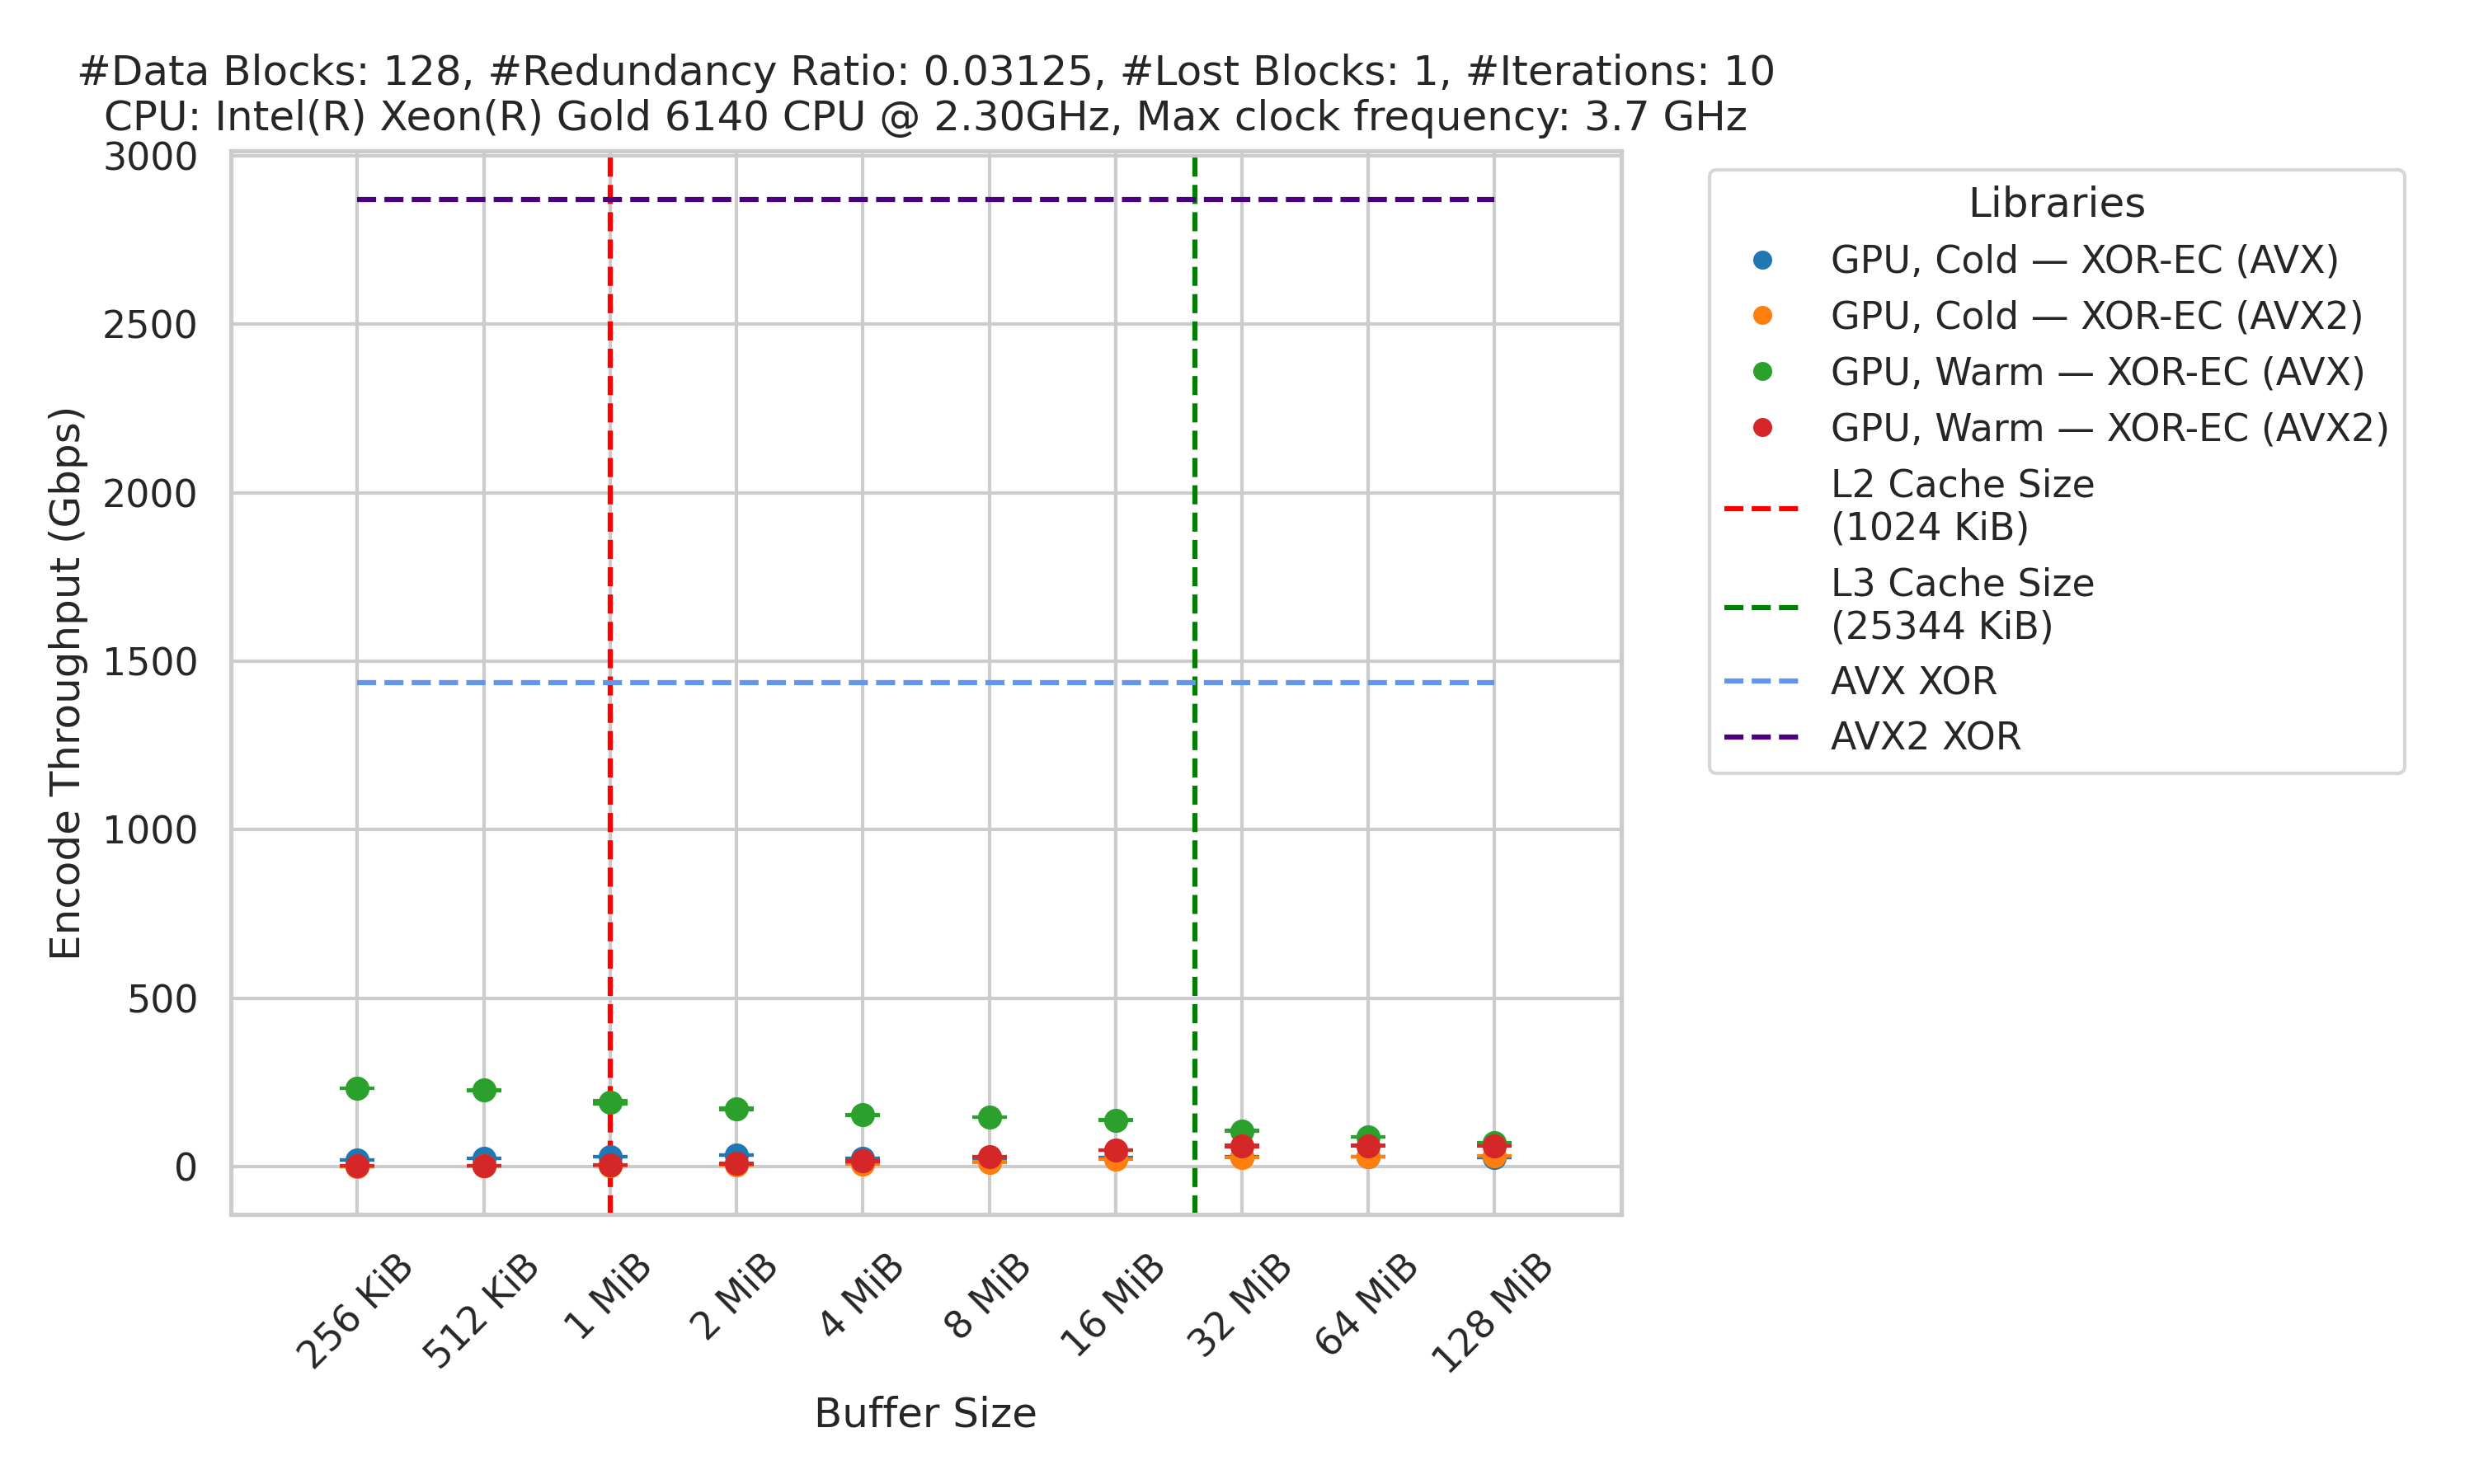 #Data Blocks: 128, #Redundancy Ratio: 0.03125, #Lost Blocks: 1, #Iterations: 10
CPU: Intel(R) Xeon(R) Gold 6140 CPU @ 2.30GHz, Max clock frequency: 3.7 GHz
3000
2500
2000
1500
1000
500
0
Encode Throughput (Gbps)
256 KiB
512 KiB
1 MiB
2 MiB
4 MiB
8 MiB
16 MiB
32 MiB
64 MiB
128 MiB
Buffer Size
Libraries
GPU, Cold — XOR-EC (AVX)
GPU, Cold — XOR-EC (AVX2)
GPU, Warm — XOR-EC (AVX)
GPU, Warm — XOR-EC (AVX2)
L2 Cache Size
(1024 KiB)
L3 Cache Size
(25344 KiB)
AVX XOR
AVX2 XOR